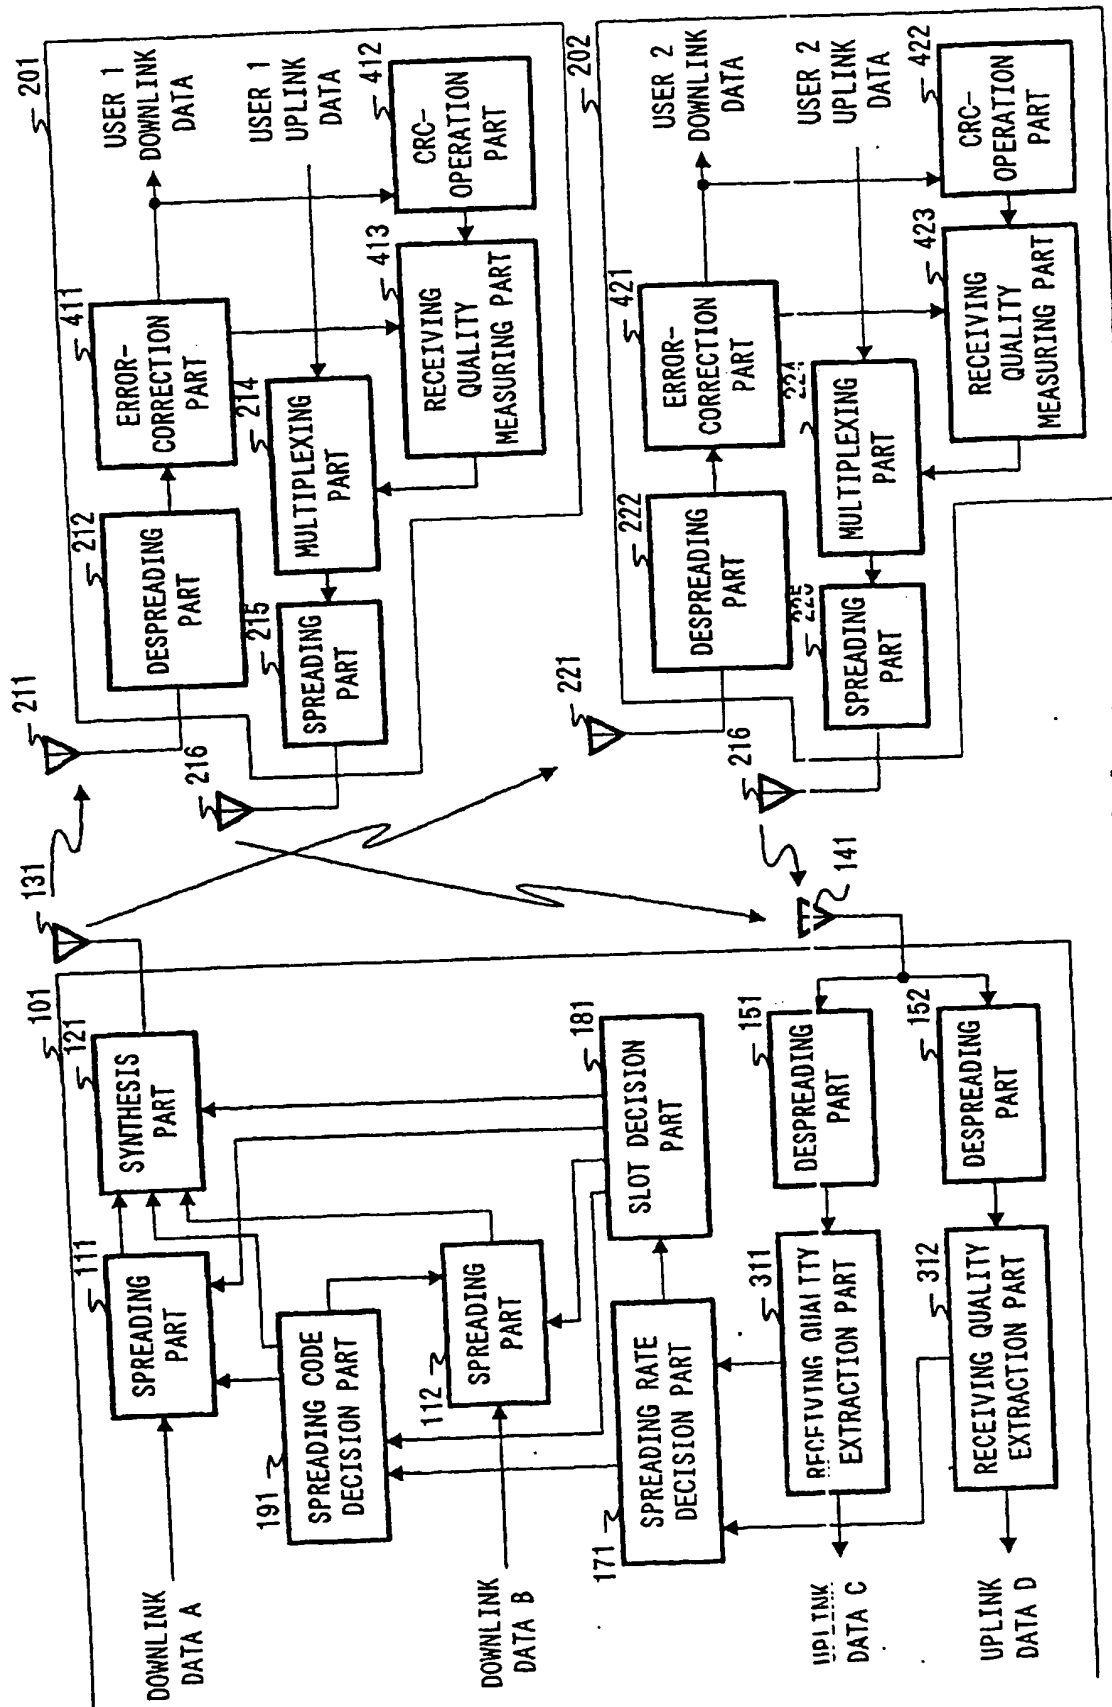 101
131
121
SYNTHESIS
PART
111
SPREADING
PART
DOWNLINK
DATA A
191
SPREADING CODE
DECISION PART
112
SPREADING
PART
DOWNLINK
DATA B
181
SLOT DECISION
PART
171
SPREADING RATE
DECISION PART
141
151
DESPREADING
PART
311
RECEIVING QUALITY
EXTRACTION PART
UPLINK
DATA C
152
DESPREADING
PART
312
RECEIVING QUALITY
EXTRACTION PART
UPLINK
DATA D
201
211
212
DESPREADING
PART
411
ERROR-
CORRECTION
PART
USER 1
DOWNLINK
DATA
216
215
SPREADING
PART
214
MULTIPLEXING
PART
USER 1
UPLINK
DATA
413
RECEIVING
QUALITY
MEASURING PART
412
CRC-
OPERATION
PART
202
221
222
DESPREADING
PART
421
ERROR-
CORRECTION
PART
USER 2
DOWNLINK
DATA
216
225
SPREADING
PART
224
MULTIPLEXING
PART
USER 2
UPLINK
DATA
423
RECEIVING
QUALITY
MEASURING PART
422
CRC-
OPERATION
PART